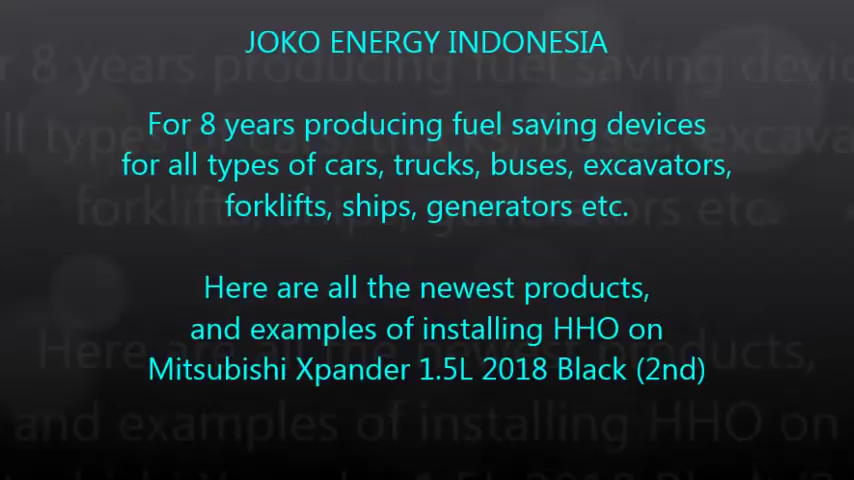 JOKO ENERGY INDONESIA
For 8 years producing fuel saving devices
for all types of cars, trucks, buses, excavators,
forklifts, ships, generators etc.
Here are all the newest products,
and examples of installing HHO on
Mitsubishi Xpander 1.5L 2018 Black (2nd)